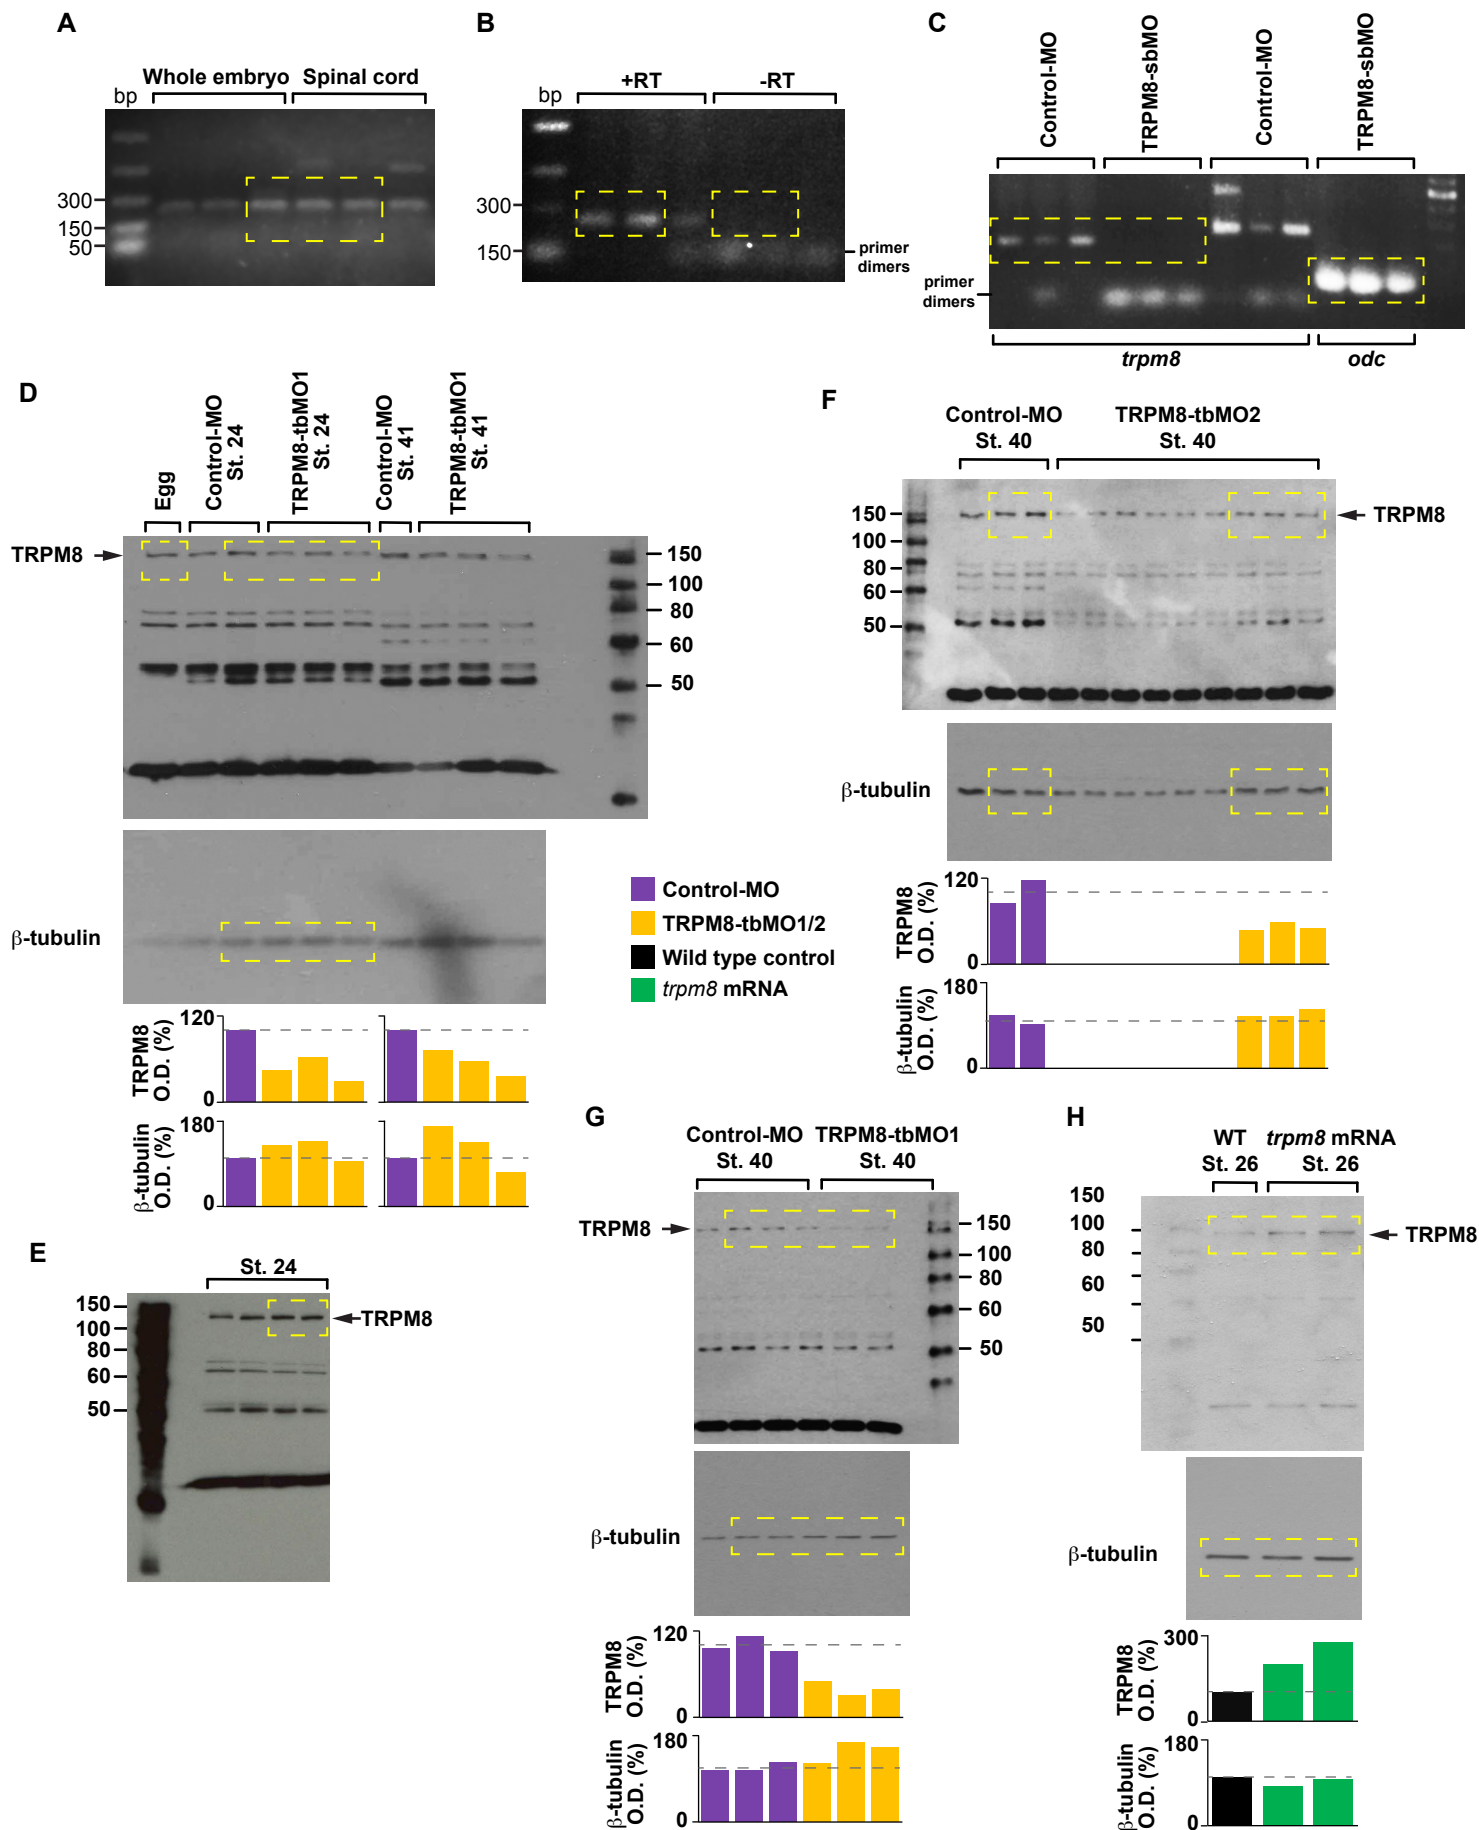 A
Whole embryo Spinal cord
bp
300
150
50
B
+RT -RT
bp
300
150
primer
dimers
C
Control-MO
TRPM8-sbMO
Control-MO
TRPM8-sbMO
primer
dimers
trpm8
odc
D
Egg
Control-MO
St. 24
TRPM8-tbMO1
St. 24
Control-MO
St. 41
TRPM8-tbMO1
St. 41
TRPM8
150
100
80
60
50
β-tubulin
120
TRPM8
O.D. (%)
0
180
β-tubulin
O.D. (%)
0
Control-MO
TRPM8-tbMO1/2
Wild type control
trpm8 mRNA
E
St. 24
150
100
80
60
50
TRPM8
F
Control-MO
St. 40
TRPM8-tbMO2
St. 40
150
100
80
60
50
TRPM8
β-tubulin
120
TRPM8
O.D. (%)
0
180
β-tubulin
O.D. (%)
0
G
Control-MO
St. 40
TRPM8-tbMO1
St. 40
TRPM8
150
100
80
60
50
β-tubulin
120
TRPM8
O.D. (%)
0
180
β-tubulin
O.D. (%)
0
H
WT
St. 26
trpm8 mRNA
St. 26
150
100
80
60
50
TRPM8
β-tubulin
300
TRPM8
O.D. (%)
0
180
β-tubulin
O.D. (%)
0